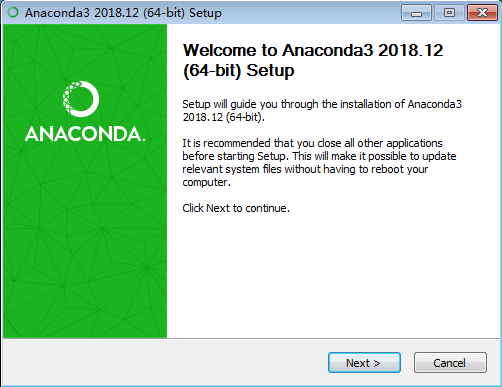 Anaconda3 2018.12 (64-bit) Setup
Welcome to Anaconda3 2018.12
(64-bit) Setup
ANACONDA.
Setup will guide you through the installation of Anaconda3
2018.12 (64-bit).
It is recommended that you close all other applications
before starting Setup. This will make it possible to update
relevant system files without having to reboot your
computer.
Click Next to continue.
Next >
Cancel